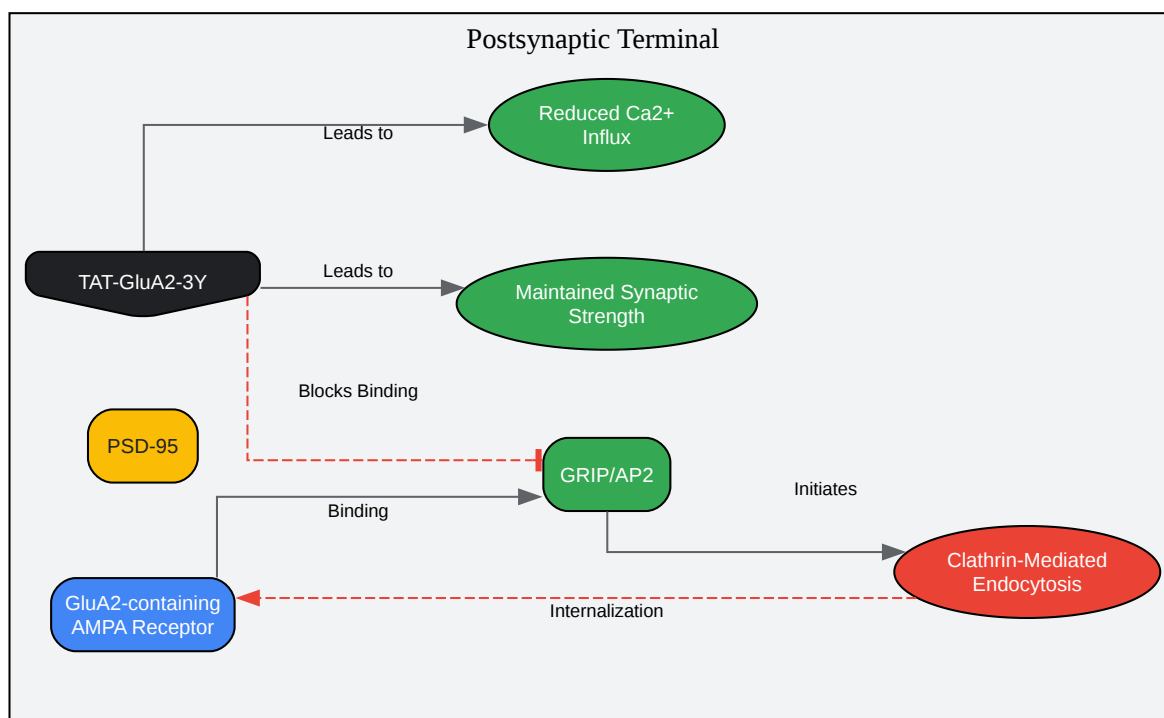 Postsynaptic Terminal
Reduced Ca2+
Influx
Leads to
TAT-GluA2-3Y
Leads to
Maintained Synaptic
Strength
Blocks Binding
PSD-95
GRIP/AP2
Binding
Initiates
Clathrin-Mediated
Endocytosis
GluA2-containing
AMPA Receptor
Internalization